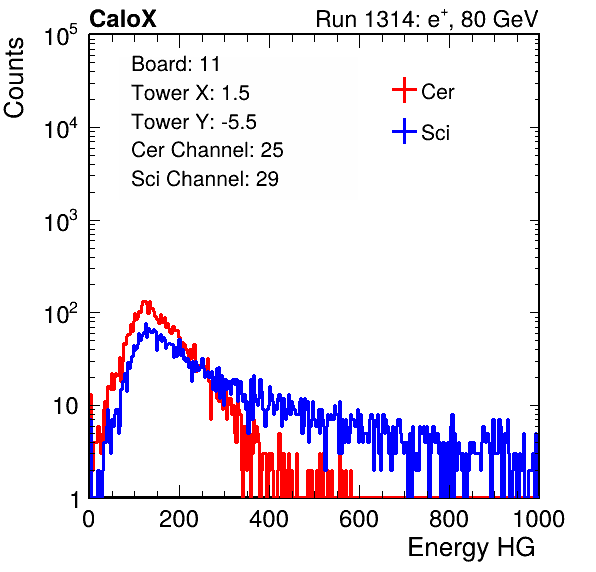 CaloX Run 1314: e⁺, 80 GeV
Counts
10⁵
10⁴
10³
10²
10
1
Board: 11
Tower X: 1.5
Tower Y: -5.5
Cer Channel: 25
Sci Channel: 29
Cer
Sci
0 200 400 600 800 1000
Energy HG